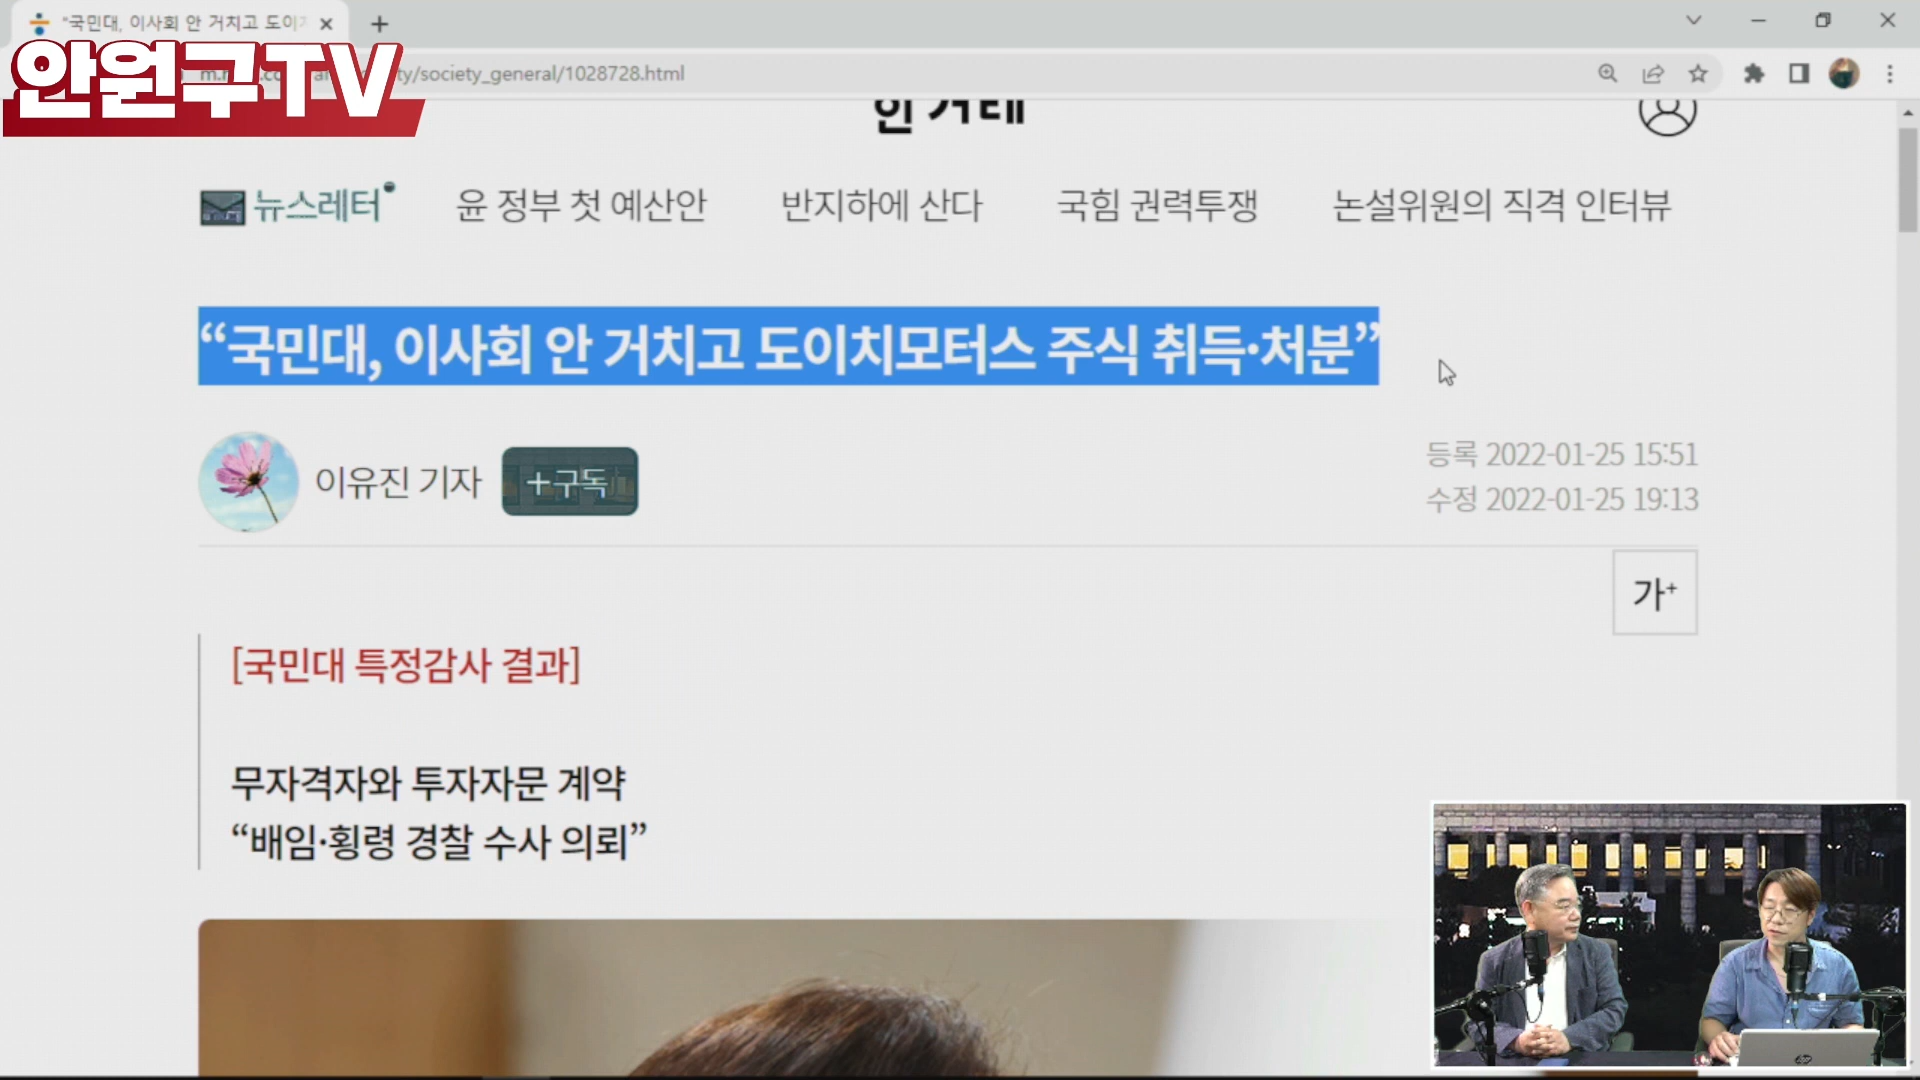 "국민대, 이사회 안 거치고 도이
안원구TV
ty/society_general/1028728.html
한겨레
뉴스레터
윤 정부 첫 예산안
반지하에 산다
국힘 권력투쟁
논설위원의 직격 인터뷰
“국민대, 이사회 안 거치고 도이치모터스 주식 취득·처분”
이유진 기자
+구독
등록 2022-01-25 15:51
수정 2022-01-25 19:13
가+
[국민대 특정감사 결과]
무자격자와 투자자문 계약
“배임·횡령 경찰 수사 의뢰”
hp